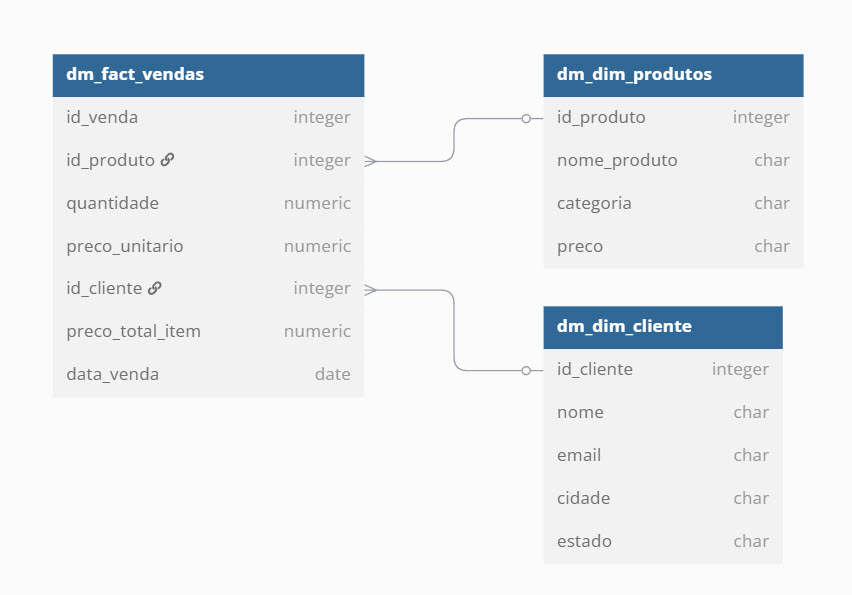 dm_fact_vendas
id_venda integer
id_produto integer
quantidade numeric
preco_unitario numeric
id_cliente integer
preco_total_item numeric
data_venda date
dm_dim_produtos
id_produto integer
nome_produto char
categoria char
preco char
dm_dim_cliente
id_cliente integer
nome char
email char
cidade char
estado char